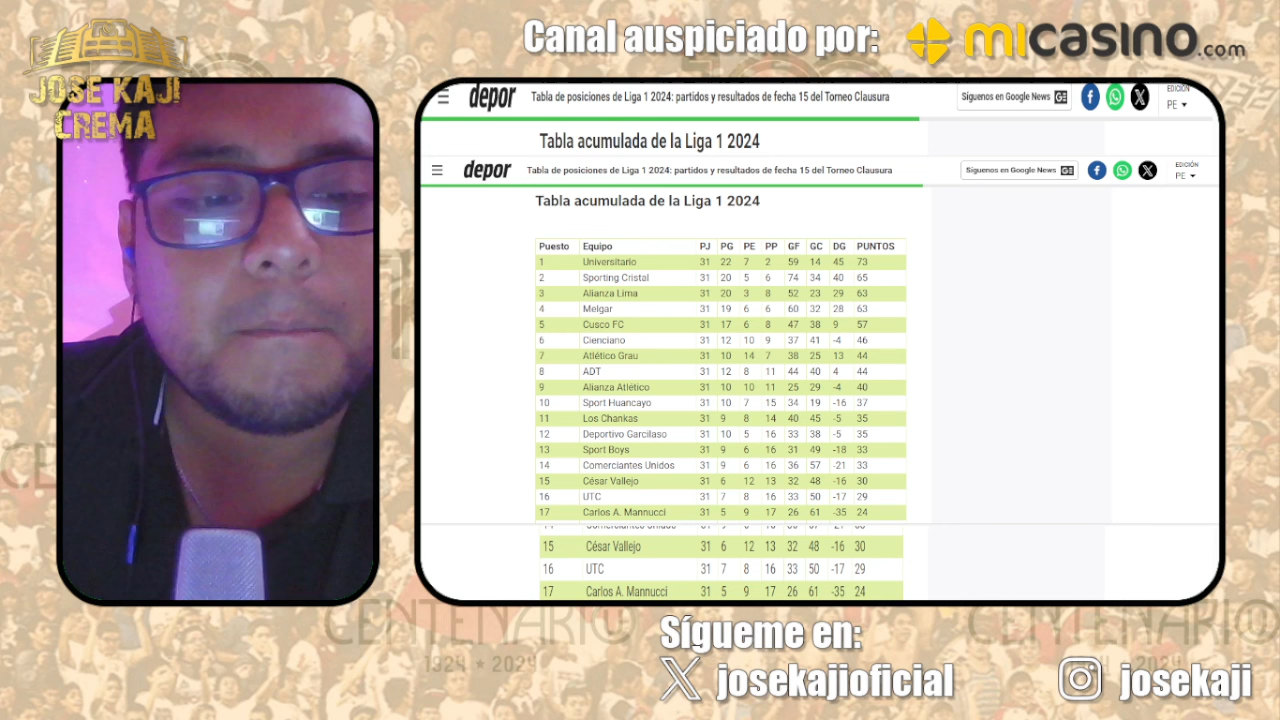 JOSE KAJI
CREMA
Canal auspiciado por: micasino.com
depor Tabla de posiciones de Liga 1 2024: partidos y resultados de fecha 15 del Torneo Clausura Síguenos en Google News EDICIÓN PE
Tabla acumulada de la Liga 1 2024
depor Tabla de posiciones de Liga 1 2024: partidos y resultados de fecha 15 del Torneo Clausura Síguenos en Google News EDICIÓN PE
Tabla acumulada de la Liga 1 2024
Puesto Equipo PJ PG PE PP GF GC DG PUNTOS
1 Universitario 31 22 7 2 59 14 45 73
2 Sporting Cristal 31 20 5 6 74 34 40 65
3 Alianza Lima 31 20 3 8 52 23 29 63
4 Melgar 31 19 6 6 60 32 28 63
5 Cusco FC 31 17 6 8 47 38 9 57
6 Cienciano 31 12 10 9 37 41 -4 46
7 Atlético Grau 31 10 14 7 38 25 13 44
8 ADT 31 12 8 11 44 40 4 44
9 Alianza Atlético 31 10 10 11 25 29 -4 40
10 Sport Huancayo 31 10 7 15 34 19 -16 37
11 Los Chankas 31 9 8 14 40 45 -5 35
12 Deportivo Garcilaso 31 10 5 16 33 38 -5 35
13 Sport Boys 31 9 6 16 31 49 -18 33
14 Comerciantes Unidos 31 9 6 16 36 57 -21 33
15 César Vallejo 31 6 12 13 32 48 -16 30
16 UTC 31 7 8 16 33 50 -17 29
17 Carlos A. Mannucci 31 5 9 17 26 61 -35 24
15 César Vallejo 31 6 12 13 32 48 -16 30
16 UTC 31 7 8 16 33 50 -17 29
17 Carlos A. Mannucci 31 5 9 17 26 61 -35 24
CENTENARIO
1924 ★ 2024
Sígueme en:
josekajioficial josekaji